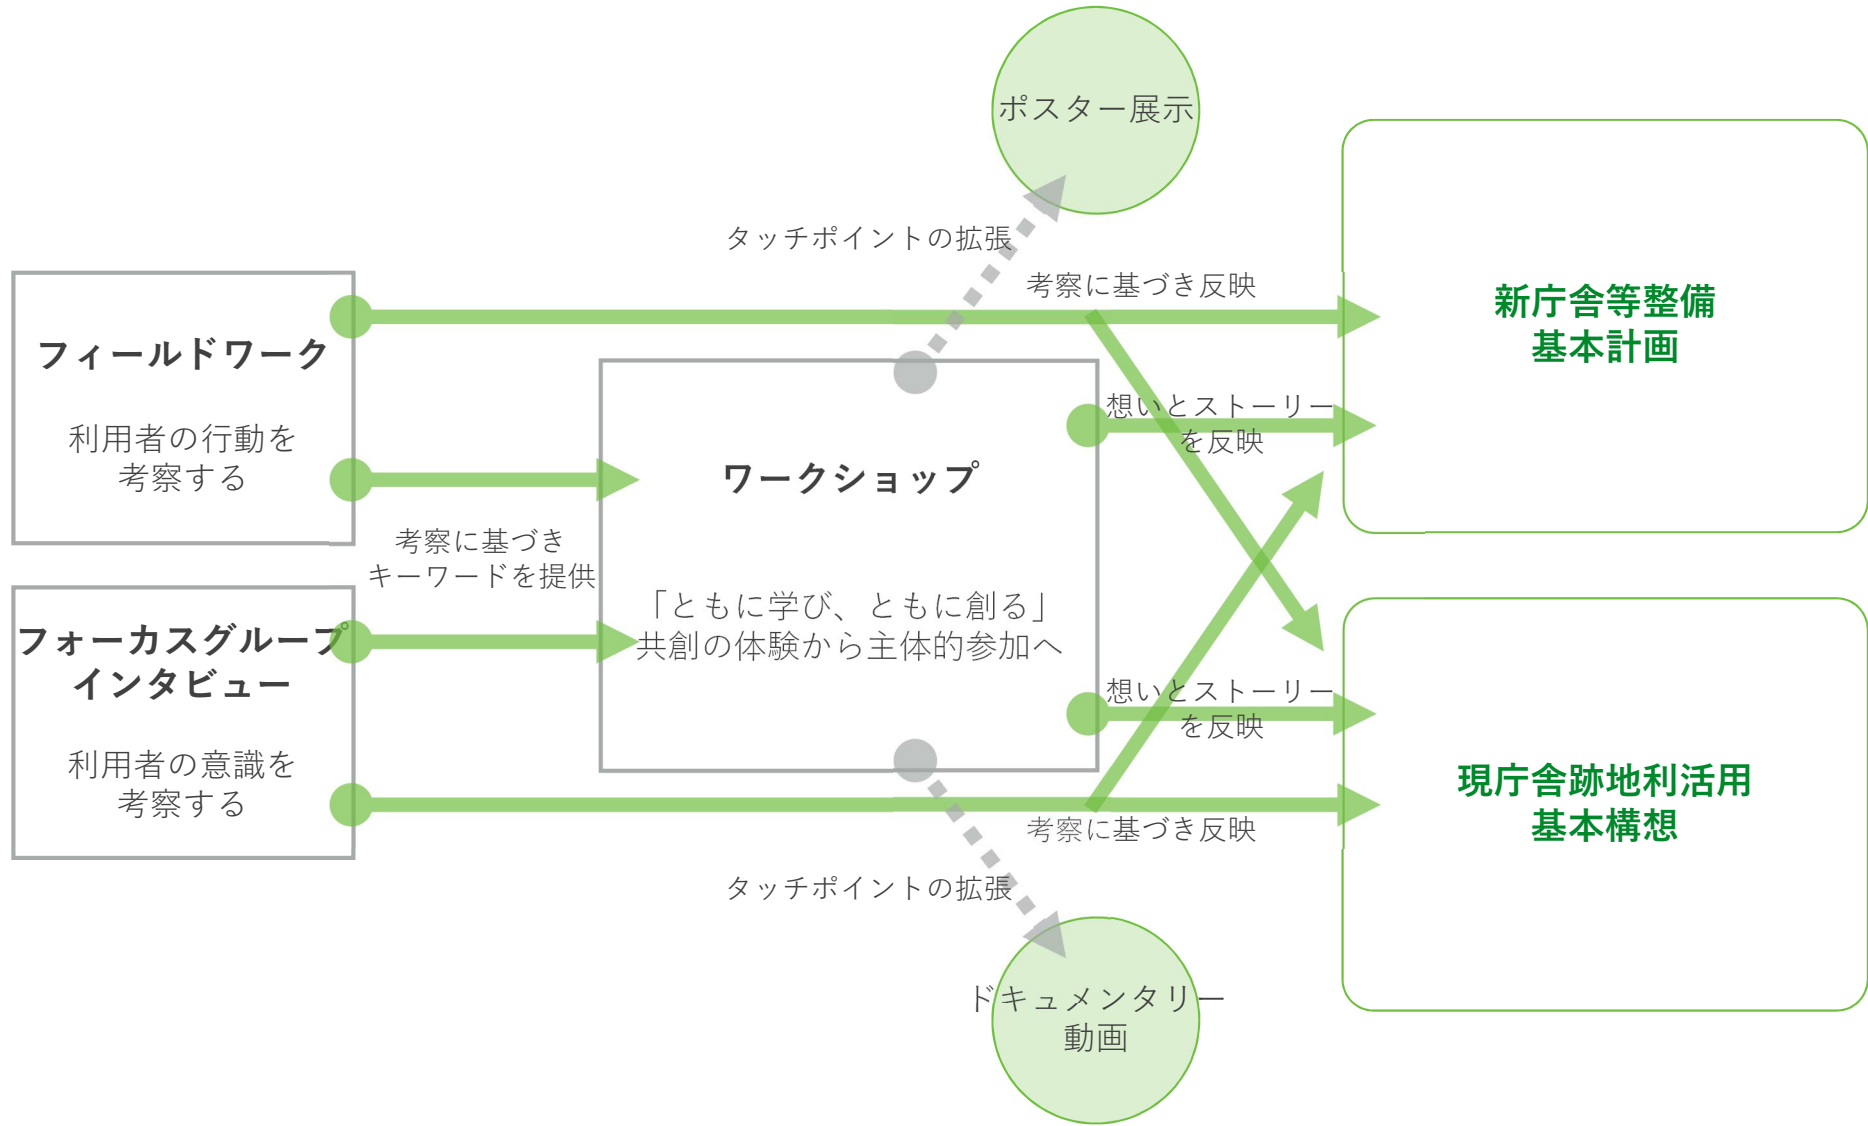 ポスター展示
タッチポイントの拡張
考察に基づき反映
新庁舎等整備
基本計画
フィールドワーク
利用者の行動を
考察する
想いとストーリー
を反映
ワークショップ
「ともに学び、ともに創る」
共創の体験から主体的参加へ
考察に基づき
キーワードを提供
フォーカスグループ
インタビュー
利用者の意識を
考察する
想いとストーリー
を反映
現庁舎跡地利活用
基本構想
考察に基づき反映
タッチポイントの拡張
ドキュメンタリー
動画